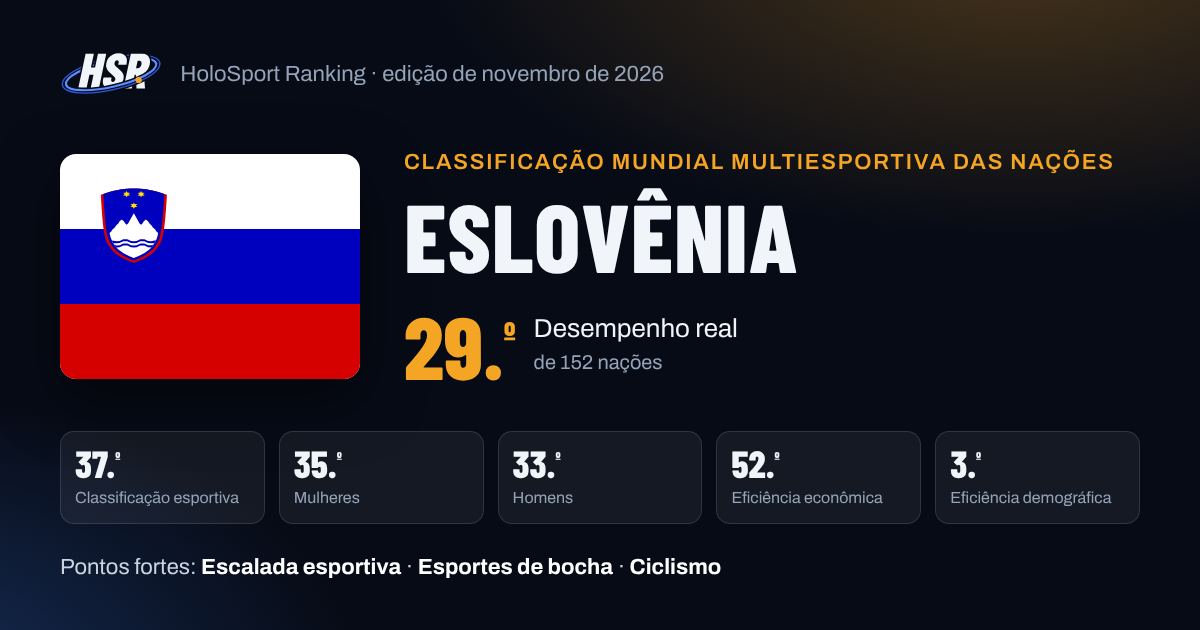 HSR
HoloSport Ranking · edição de novembro de 2026
CLASSIFICAÇÃO MUNDIAL MULTIESPORTIVA DAS NAÇÕES
ESLOVÊNIA
29.º Desempenho real
de 152 nações
37.º
Classificação esportiva
35.º
Mulheres
33.º
Homens
52.º
Eficiência econômica
3.º
Eficiência demográfica
Pontos fortes: Escalada esportiva · Esportes de bocha · Ciclismo